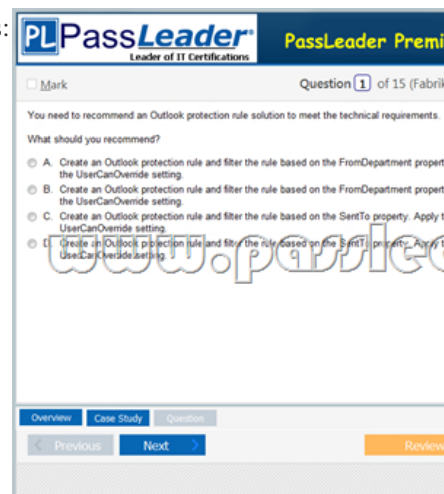 s:
PL PassLeader®
Leader of IT Certifications
PassLeader Premi
Mark
Question 1 of 15 (Fabrik
You need to recommend an Outlook protection rule solution to meet the technical requirements.
What should you recommend?
A. Create an Outlook protection rule and filter the rule based on the FromDepartment propert
the UserCanOverride setting.
B. Create an Outlook protection rule and filter the rule based on the FromDepartment propert
the UserCanOverride setting.
C. Create an Outlook protection rule and filter the rule based on the SentTo property. Apply t
UserCanOverride setting.
D. Create an Outlook protection rule and filter the rule based on the SentTo property. Apply t
UserCanOverride setting.
www.passlea
Overview Case Study Question
< Previous Next > Review